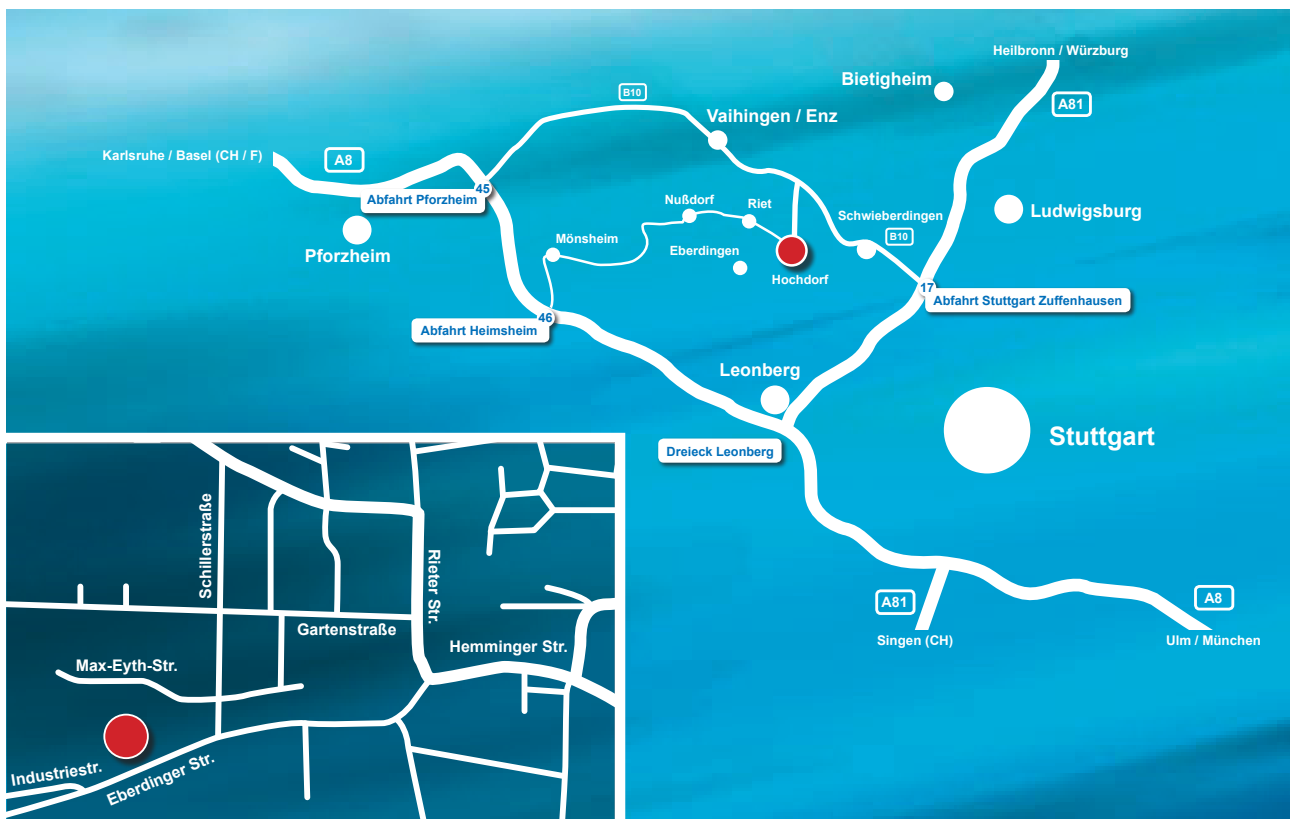 Heilbronn / Würzburg
Bietigheim
B10
A81
Vaihingen / Enz
Karlsruhe / Basel (CH / F)
A8
45
Abfahrt Pforzheim
Nußdorf
Riet
Schwieberdingen
Ludwigsburg
B10
Mönsheim
Pforzheim
Eberdingen
Hochdorf
17
Abfahrt Stuttgart Zuffenhausen
46
Abfahrt Heimsheim
Leonberg
Stuttgart
Dreieck Leonberg
A81
A8
Singen (CH)
Ulm / München
Schillerstraße
Rieter Str.
Gartenstraße
Hemminger Str.
Max-Eyth-Str.
Industriestr.
Eberdinger Str.